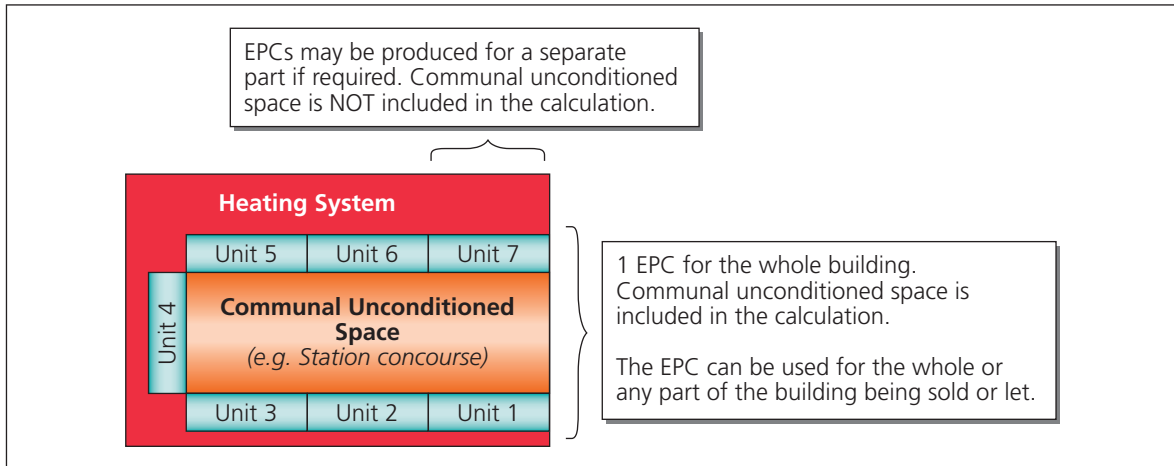 EPCs may be produced for a separate
part if required. Communal unconditioned
space is NOT included in the calculation.
Heating System
Unit 5 Unit 6 Unit 7
Unit 4
Communal Unconditioned
Space
(e.g. Station concourse)
Unit 3 Unit 2 Unit 1
1 EPC for the whole building.
Communal unconditioned space is
included in the calculation.
The EPC can be used for the whole or
any part of the building being sold or let.